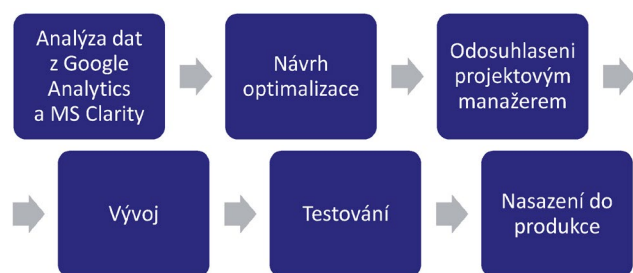 Analýza dat
z Google
Analytics
a MS Clarity
Návrh
optimalizace
Odosuhlaseni
projektovým
manažerem
Vývoj
Testování
Nasazení do
produkce